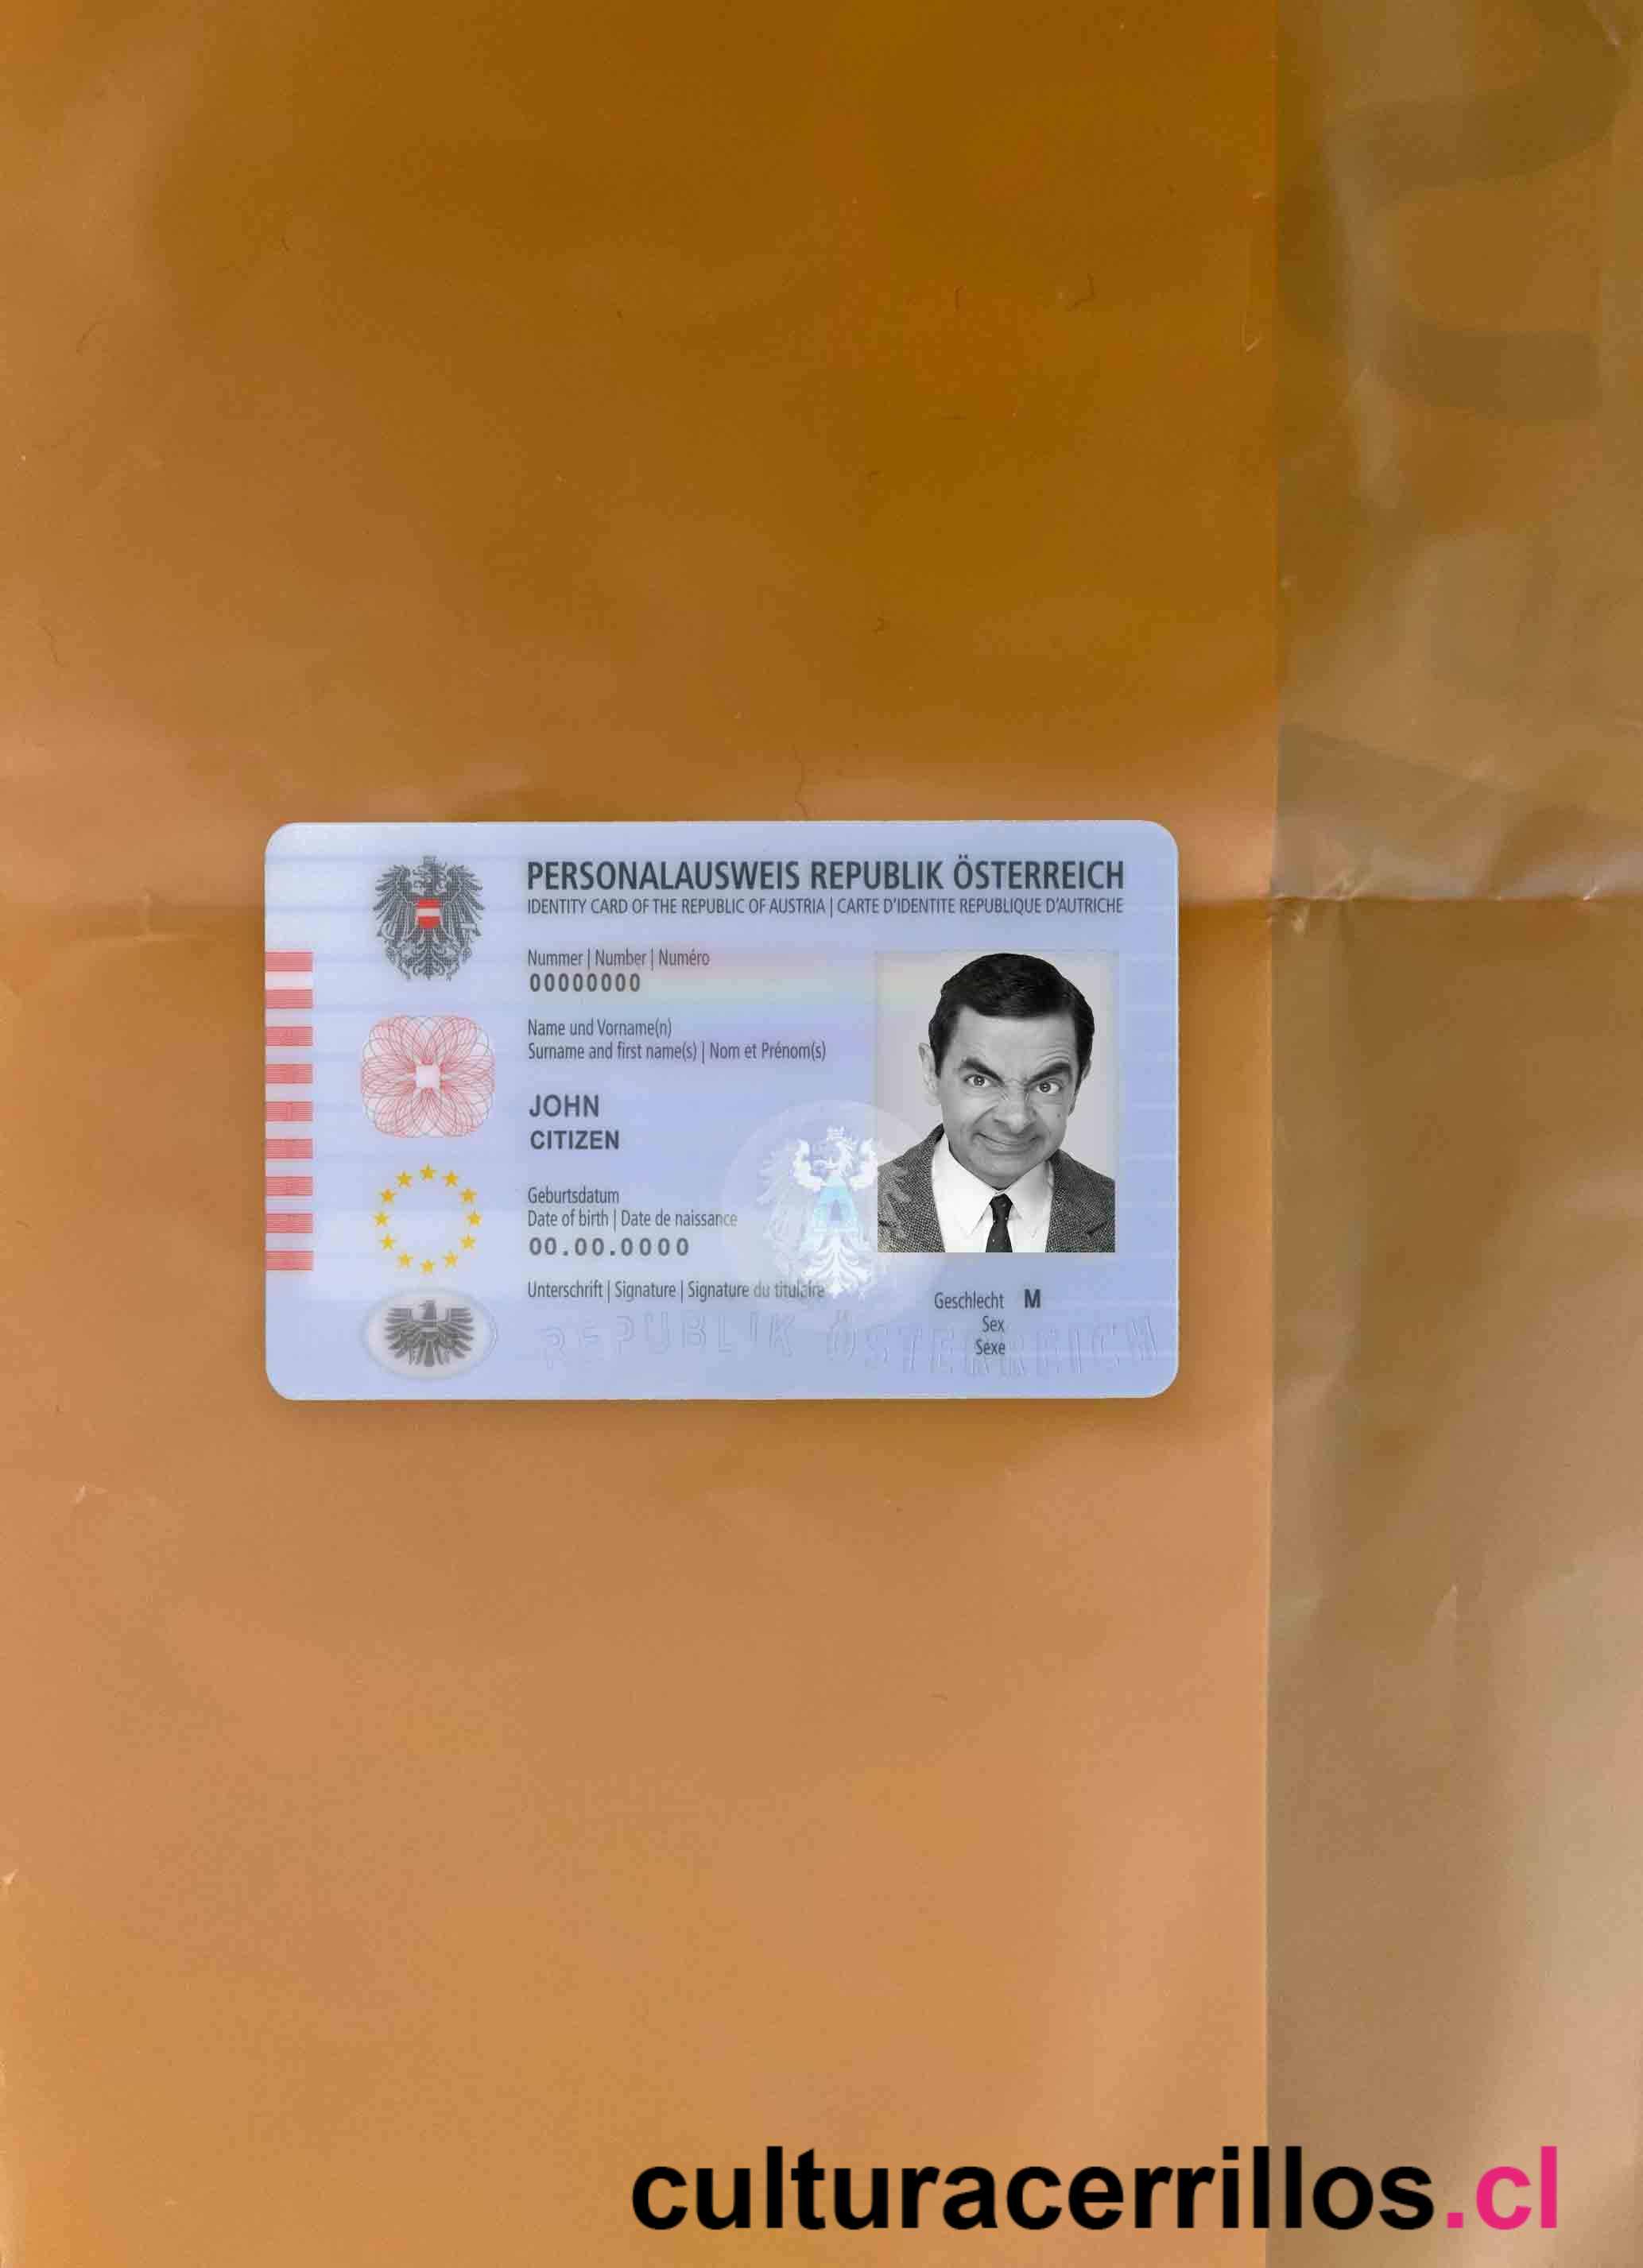 PERSONALAUSWEIS REPUBLIK ÖSTERREICH
IDENTITY CARD OF THE REPUBLIC OF AUSTRIA | CARTE D'IDENTITE REPUBLIQUE D'AUTRICHE
Nummer | Number | Numéro
00000000
Name und Vorname(n)
Surname and first name(s) | Nom et Prénom(s)
JOHN
CITIZEN
Geburtsdatum
Date of birth | Date de naissance
00.00.0000
Unterschrift | Signature | Signature du titulaire
Geschlecht M
Sex
Sexe
REPUBLIK ÖSTERREICH
A
culturacerrillos.cl